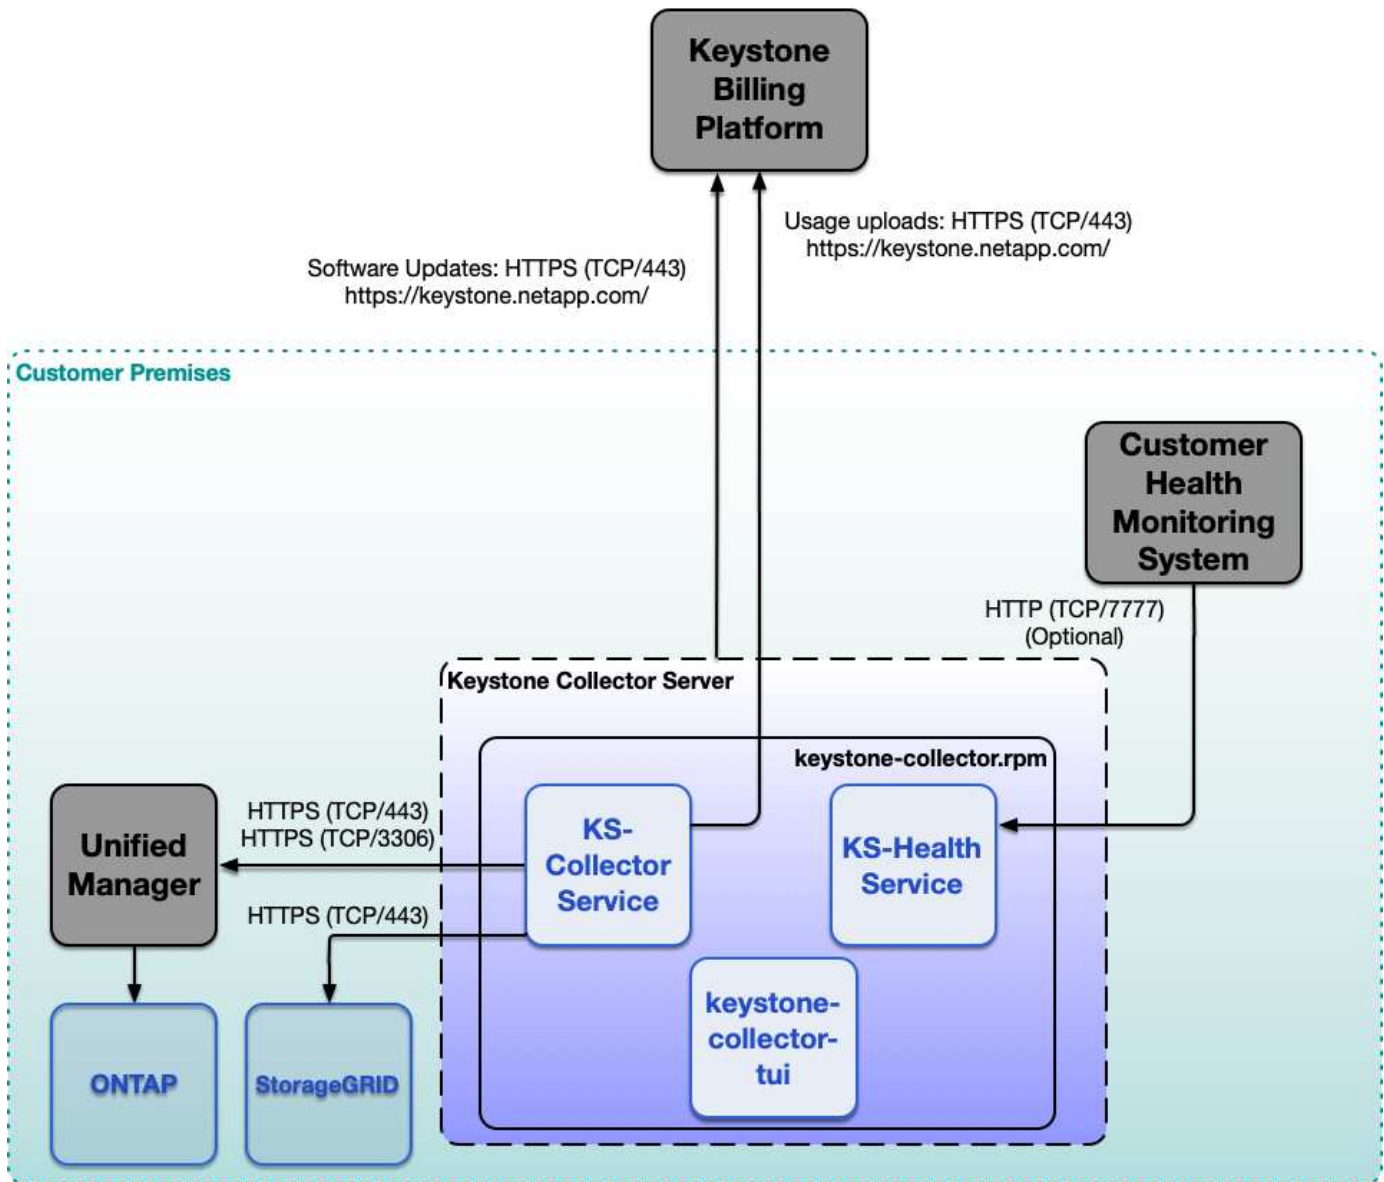 Keystone
Billing
Platform
Usage uploads: HTTPS (TCP/443)
https://keystone.netapp.com/
Software Updates: HTTPS (TCP/443)
https://keystone.netapp.com/
Customer Premises
Customer
Health
Monitoring
System
HTTP (TCP/7777)
(Optional)
Keystone Collector Server
keystone-collector.rpm
Unified
Manager
HTTPS (TCP/443)
HTTPS (TCP/3306)
KS-
Collector
Service
KS-Health
Service
HTTPS (TCP/443)
keystone-
collector-
tui
ONTAP
StorageGRID